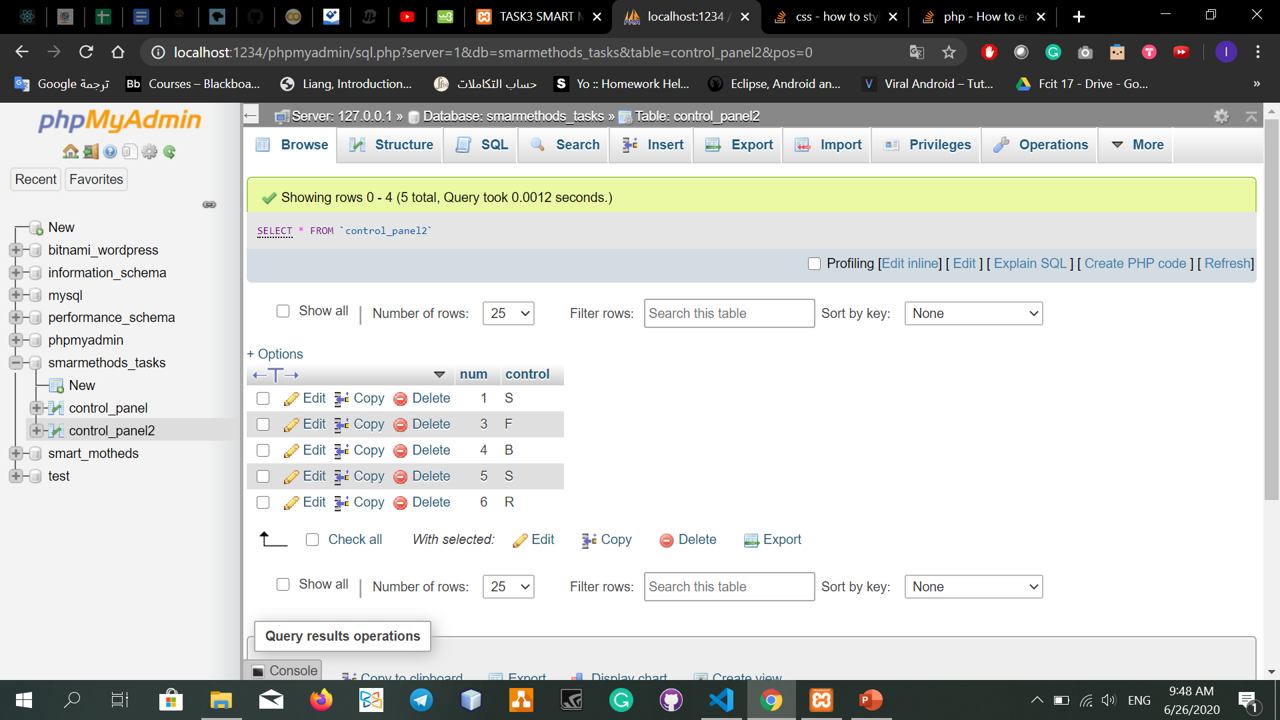 TASK3 SMART M
localhost:1234 /
css - how to sty
php - How to ed
localhost:1234/phpmyadmin/sql.php?server=1&db=smarmethods_tasks&table=control_panel2&pos=0
I
ترجمة Google
Bb Courses – Blackboa...
Liang, Introduction...
حساب التكاملات
S Yo :: Homework Hel...
Eclipse, Android an...
V Viral Android – Tut...
Fcit 17 - Drive - Go...
»
phpMyAdmin
Recent
Favorites
New
bitnami_wordpress
information_schema
mysql
performance_schema
phpmyadmin
smarmethods_tasks
New
control_panel
control_panel2
smart_motheds
test
Server: 127.0.0.1 » Database: smarmethods_tasks » Table: control_panel2
Browse Structure SQL Search Insert Export Import Privileges Operations More
Showing rows 0 - 4 (5 total, Query took 0.0012 seconds.)
SELECT * FROM `control_panel2`
Profiling [Edit inline] [ Edit ] [ Explain SQL ] [ Create PHP code ] [ Refresh]
Show all | Number of rows: 25 Filter rows: Search this table Sort by key: None
+ Options
←T→ num control
Edit Copy Delete 1 S
Edit Copy Delete 3 F
Edit Copy Delete 4 B
Edit Copy Delete 5 S
Edit Copy Delete 6 R
Check all With selected: Edit Copy Delete Export
Show all | Number of rows: 25 Filter rows: Search this table Sort by key: None
Query results operations
Console
Copy to clipboard Export Display chart Create view
ENG
9:48 AM
6/26/2020
1